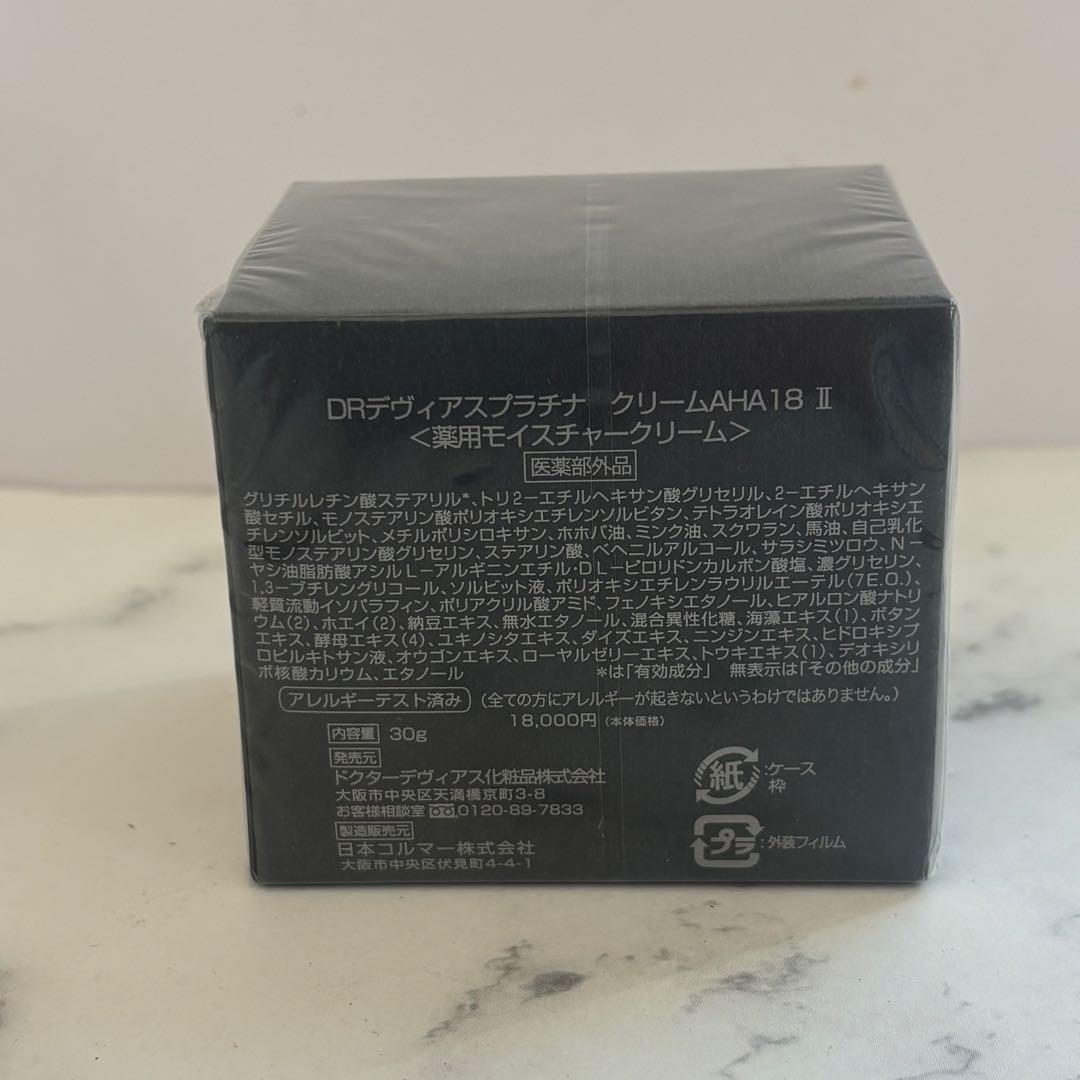 DRデヴィアスプラチナ　クリームAHA18 Ⅱ
＜薬用モイスチャークリーム＞
医薬部外品
グリチルレチン酸ステアリル*、トリ2－エチルヘキサン酸グリセリル、2－エチルヘキサン
酸セチル、モノステアリン酸ポリオキシエチレンソルビタン、テトラオレイン酸ポリオキシエ
チレンソルビット、メチルポリシロキサン、ホホバ油、ミンク油、スクワラン、馬油、自己乳化
型モノステアリン酸グリセリン、ステアリン酸、ベヘニルアルコール、サラシミツロウ、N－
ヤシ油脂肪酸アシルL－アルギニンエチル・DL－ピロリドンカルボン酸塩、濃グリセリン、
1,3－ブチレングリコール、ソルビット液、ポリオキシエチレンラウリルエーテル(7E.O.)、
軽質流動イソパラフィン、ポリアクリル酸アミド、フェノキシエタノール、ヒアルロン酸ナトリ
ウム(2)、ホエイ(2)、納豆エキス、無水エタノール、混合異性化糖、海藻エキス(1)、ボタン
エキス、酵母エキス(4)、ユキノシタエキス、ダイズエキス、ニンジンエキス、ヒドロキシプ
ロピルキトサン液、オウゴンエキス、ローヤルゼリーエキス、トウキエキス(1)、デオキシリ
ボ核酸カリウム、エタノール　*は「有効成分」　無表示は「その他の成分」
アレルギーテスト済み （全ての方にアレルギーが起きないというわけではありません。）
18,000円（本体価格）
内容量 30g
発売元
ドクターデヴィアス化粧品株式会社
大阪市中央区天満橋京町3-8
お客様相談室 0120-89-7833
製造販売元
日本コルマー株式会社
大阪市中央区伏見町4-4-1
紙：ケース
枠
プラ：外装フィルム